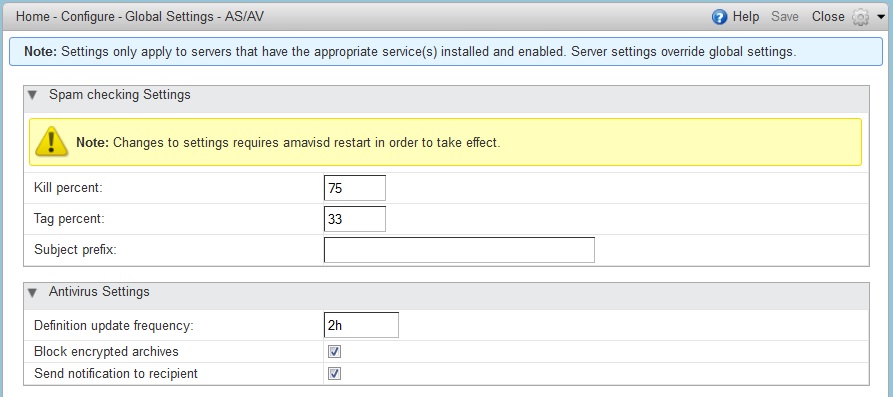 Home - Configure - Global Settings - AS/AV Help Save Close
Note: Settings only apply to servers that have the appropriate service(s) installed and enabled. Server settings override global settings.
Spam checking Settings
Note: Changes to settings requires amavisd restart in order to take effect.
Kill percent: 75
Tag percent: 33
Subject prefix:
Antivirus Settings
Definition update frequency: 2h
Block encrypted archives
Send notification to recipient